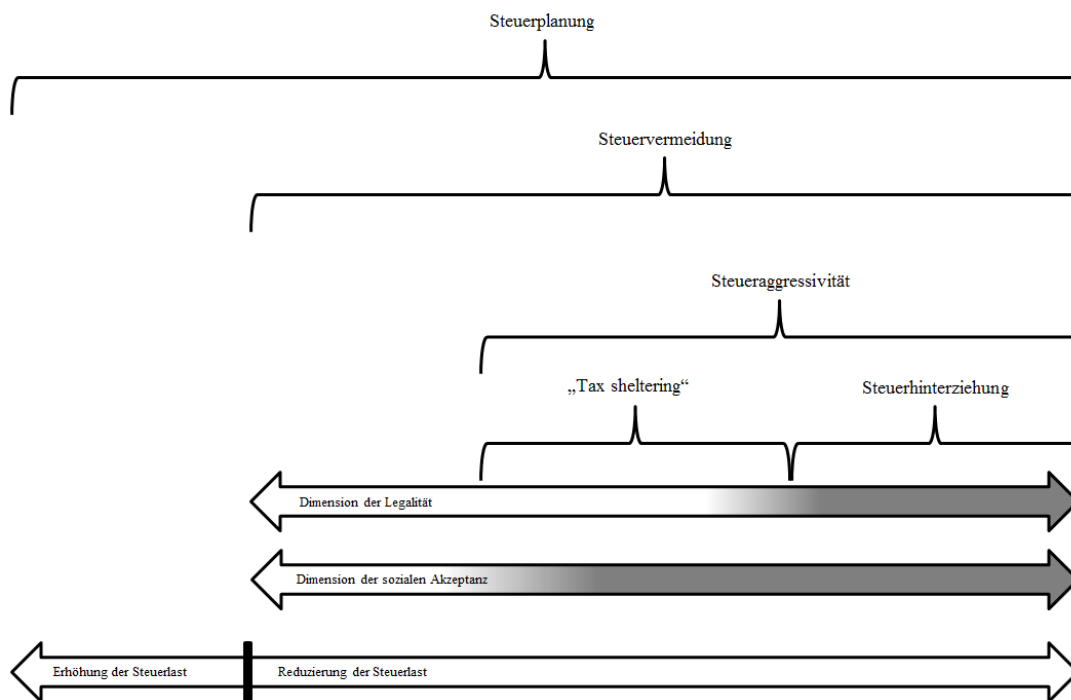 Steuerplanung
Steuervermeidung
Steueraggressivität
„Tax sheltering“
Steuerhinterziehung
Dimension der Legalität
Dimension der sozialen Akzeptanz
Erhöhung der Steuerlast
Reduzierung der Steuerlast